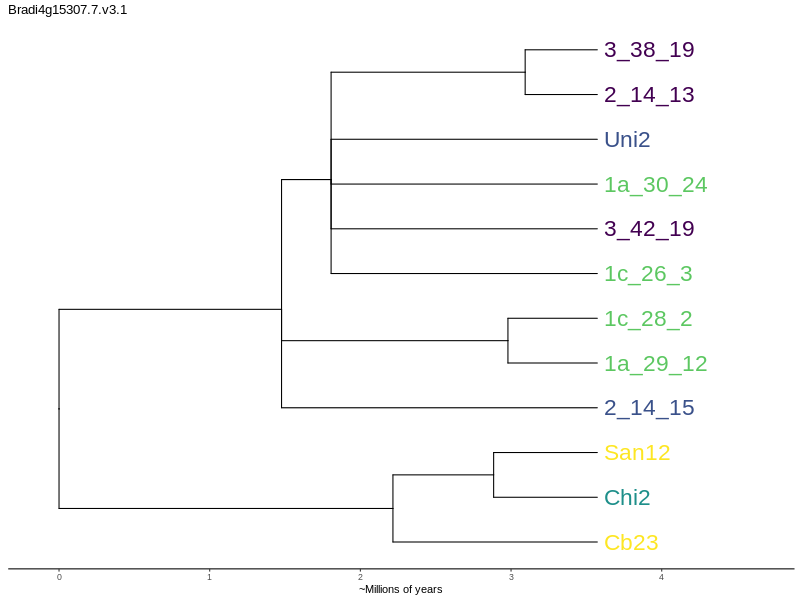 Bradi4g15307.7.v3.1
3_38_19
2_14_13
Uni2
1a_30_24
3_42_19
1c_26_3
1c_28_2
1a_29_12
2_14_15
San12
Chi2
Cb23
0 1 2 3 4
~Millions of years